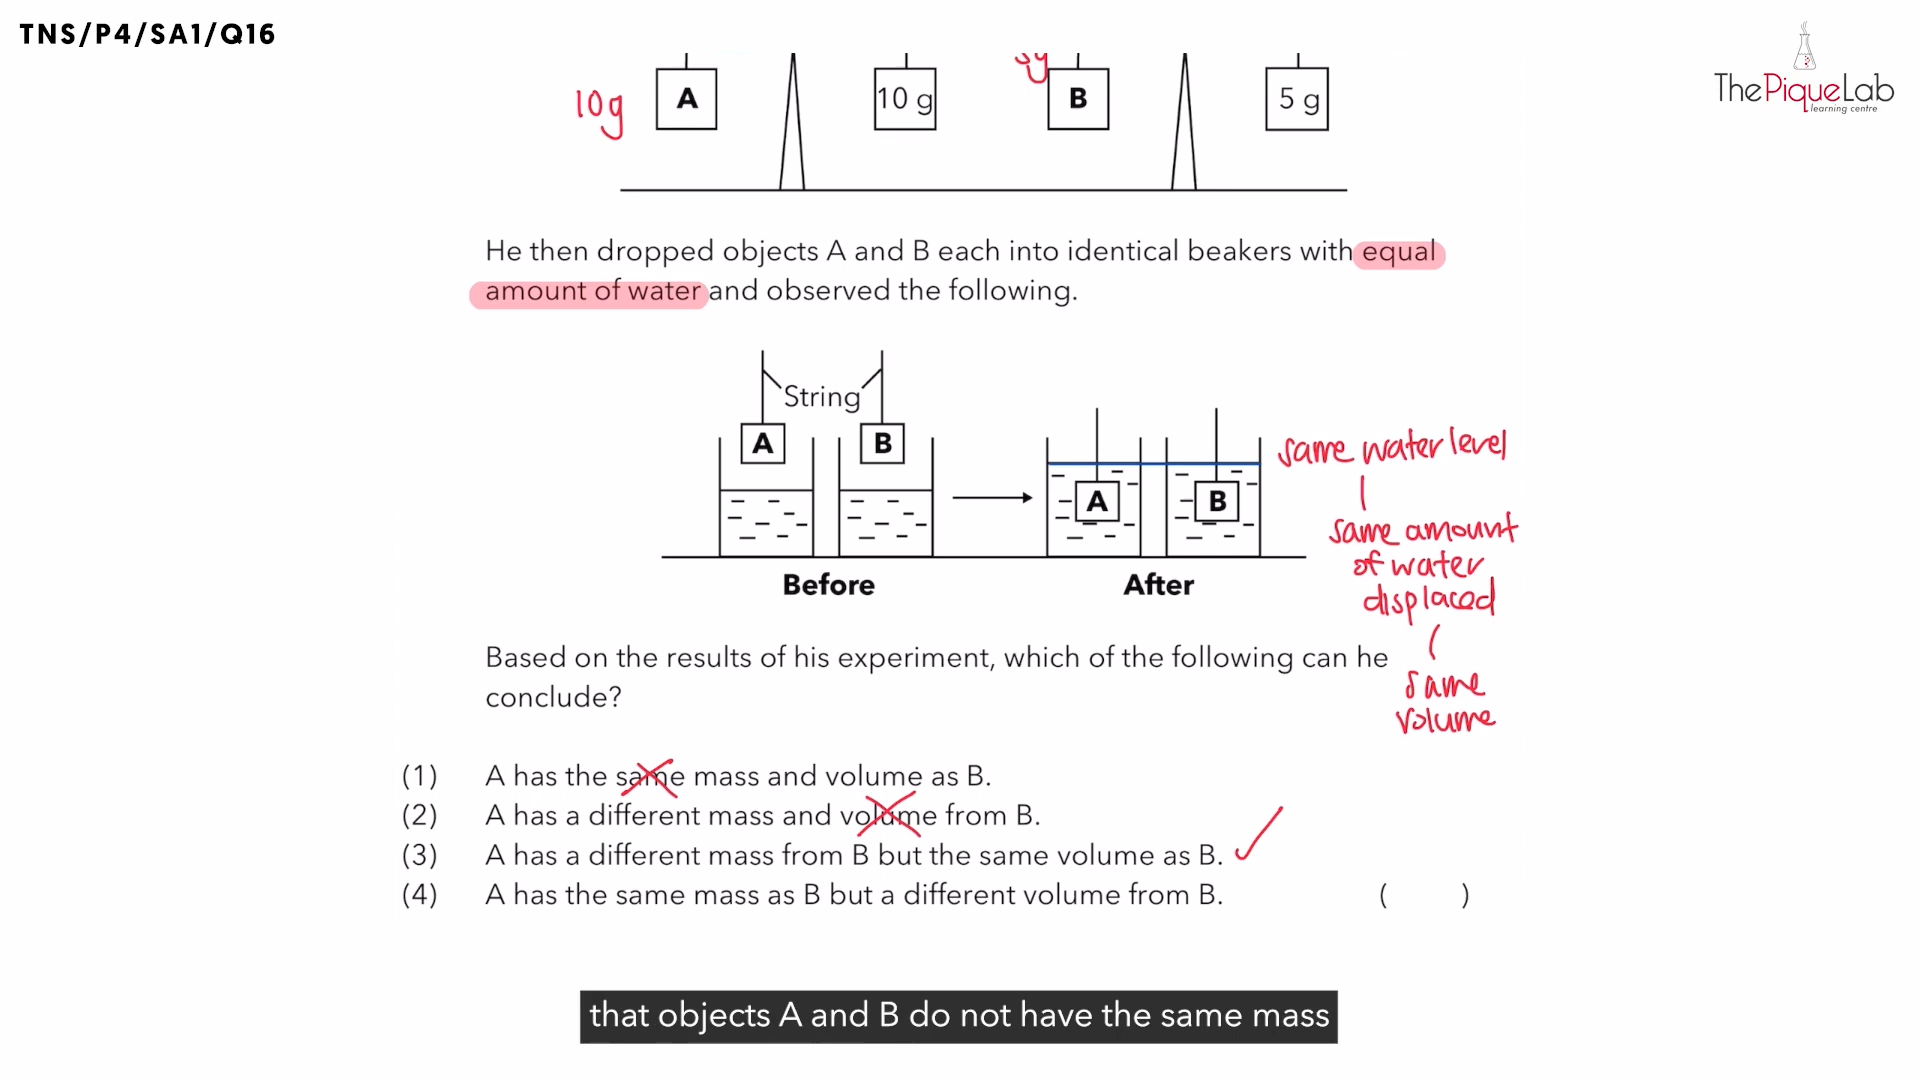 TNS/P4/SA1/Q16
ThePiqueLab
learning centre
10g
A
10 g
B
5 g
He then dropped objects A and B each into identical beakers with equal
amount of water and observed the following.
String
A
B
A
B
Before
After
same water level
same amount
of water
displaced
same
volume
Based on the results of his experiment, which of the following can he
conclude?
(1) A has the same mass and volume as B.
(2) A has a different mass and volume from B.
(3) A has a different mass from B but the same volume as B.
(4) A has the same mass as B but a different volume from B. ( )
that objects A and B do not have the same mass